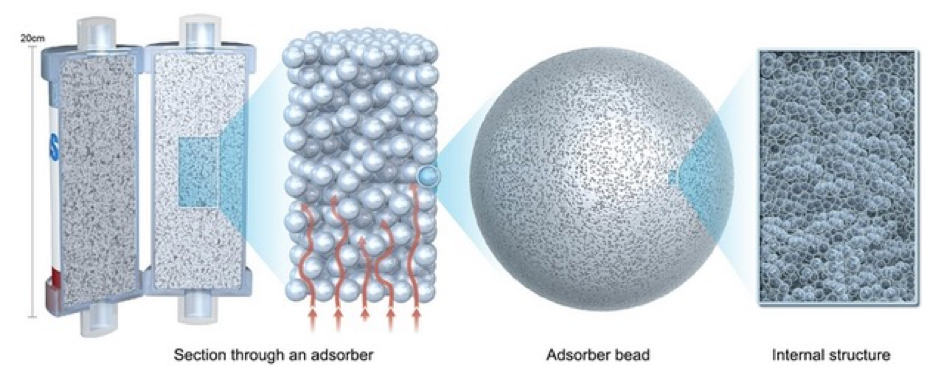 20cm
S
Section through an adsorber
Adsorber bead
Internal structure